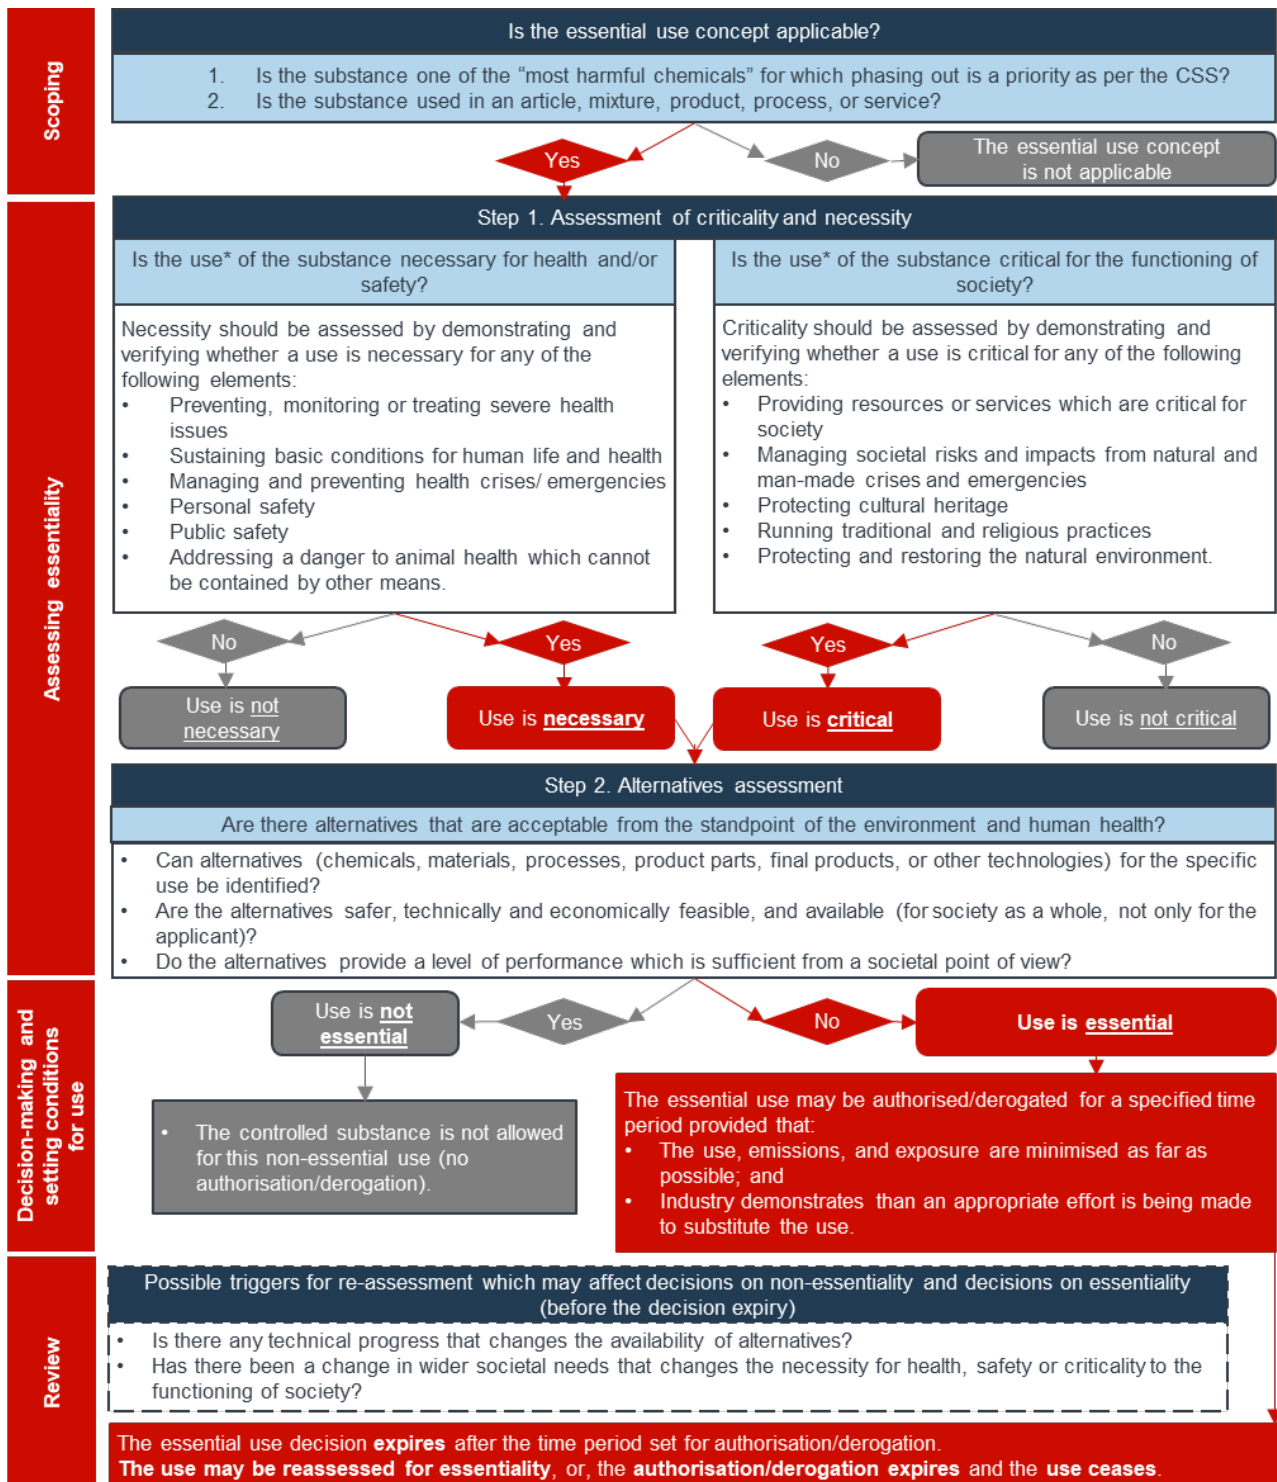 Scoping
Is the essential use concept applicable?
1. Is the substance one of the “most harmful chemicals” for which phasing out is a priority as per the CSS?
2. Is the substance used in an article, mixture, product, process, or service?
Yes
No
The essential use concept
is not applicable
Assessing essentiality
Step 1. Assessment of criticality and necessity
Is the use* of the substance necessary for health and/or
safety?
Necessity should be assessed by demonstrating and
verifying whether a use is necessary for any of the
following elements:
• Preventing, monitoring or treating severe health
issues
• Sustaining basic conditions for human life and health
• Managing and preventing health crises/ emergencies
• Personal safety
• Public safety
• Addressing a danger to animal health which cannot
be contained by other means.
Is the use* of the substance critical for the functioning of
society?
Criticality should be assessed by demonstrating and
verifying whether a use is critical for any of the following
elements:
• Providing resources or services which are critical for
society
• Managing societal risks and impacts from natural and
man-made crises and emergencies
• Protecting cultural heritage
• Running traditional and religious practices
• Protecting and restoring the natural environment.
No
Yes
Yes
No
Use is not
necessary
Use is necessary
Use is critical
Use is not critical
Step 2. Alternatives assessment
Are there alternatives that are acceptable from the standpoint of the environment and human health?
• Can alternatives (chemicals, materials, processes, product parts, final products, or other technologies) for the specific
use be identified?
• Are the alternatives safer, technically and economically feasible, and available (for society as a whole, not only for the
applicant)?
• Do the alternatives provide a level of performance which is sufficient from a societal point of view?
Decision-making and
setting conditions
for use
Use is not
essential
Yes
No
Use is essential
• The controlled substance is not allowed
for this non-essential use (no
authorisation/derogation).
The essential use may be authorised/derogated for a specified time
period provided that:
• The use, emissions, and exposure are minimised as far as
possible; and
• Industry demonstrates than an appropriate effort is being made
to substitute the use.
Review
Possible triggers for re-assessment which may affect decisions on non-essentiality and decisions on essentiality
(before the decision expiry)
• Is there any technical progress that changes the availability of alternatives?
• Has there been a change in wider societal needs that changes the necessity for health, safety or criticality to the
functioning of society?
The essential use decision expires after the time period set for authorisation/derogation.
The use may be reassessed for essentiality, or, the authorisation/derogation expires and the use ceases.